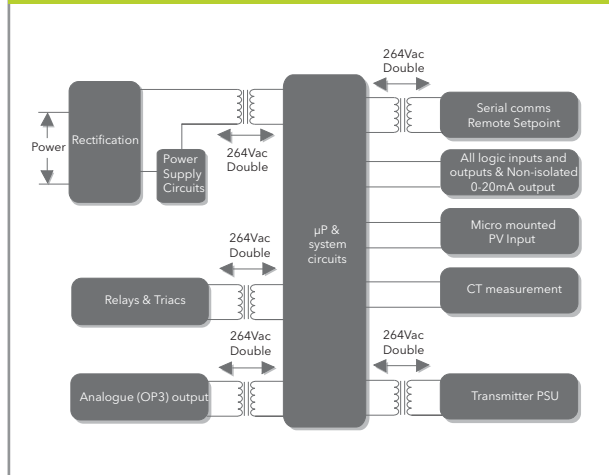 264Vac
Double
Serial comms
Remote Setpoint
Power
Rectification
Power
Supply
Circuits
264Vac
Double
All logic inputs and
outputs & Non-isolated
0-20mA output
µP &
system
circuits
Micro mounted
PV Input
264Vac
Double
Relays & Triacs
CT measurement
264Vac
Double
264Vac
Double
Analogue (OP3) output
Transmitter PSU